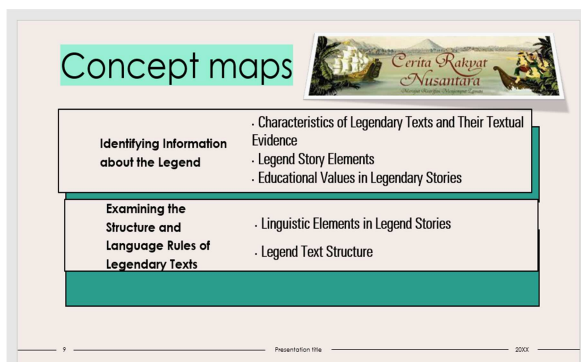 Concept maps
Cerita Rakyat
Nusantara
Identifying Information
about the Legend
· Characteristics of Legendary Texts and Their Textual
Evidence
· Legend Story Elements
· Educational Values in Legendary Stories
Examining the
Structure and
Language Rules of
Legendary Texts
· Linguistic Elements in Legend Stories
· Legend Text Structure
9
Presentation title
20XX